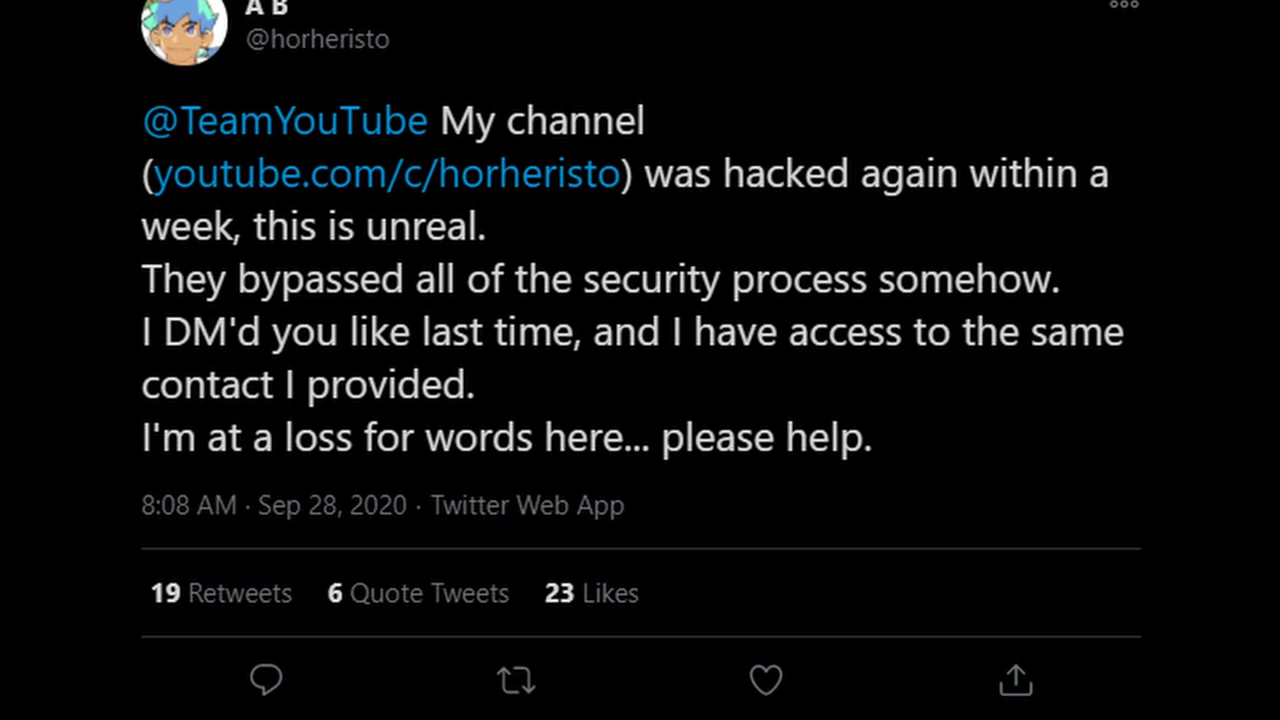 A B
@horheristo
@TeamYouTube My channel
(youtube.com/c/horheristo) was hacked again within a
week, this is unreal.
They bypassed all of the security process somehow.
I DM'd you like last time, and I have access to the same
contact I provided.
I'm at a loss for words here... please help.
8:08 AM · Sep 28, 2020 · Twitter Web App
19 Retweets 6 Quote Tweets 23 Likes